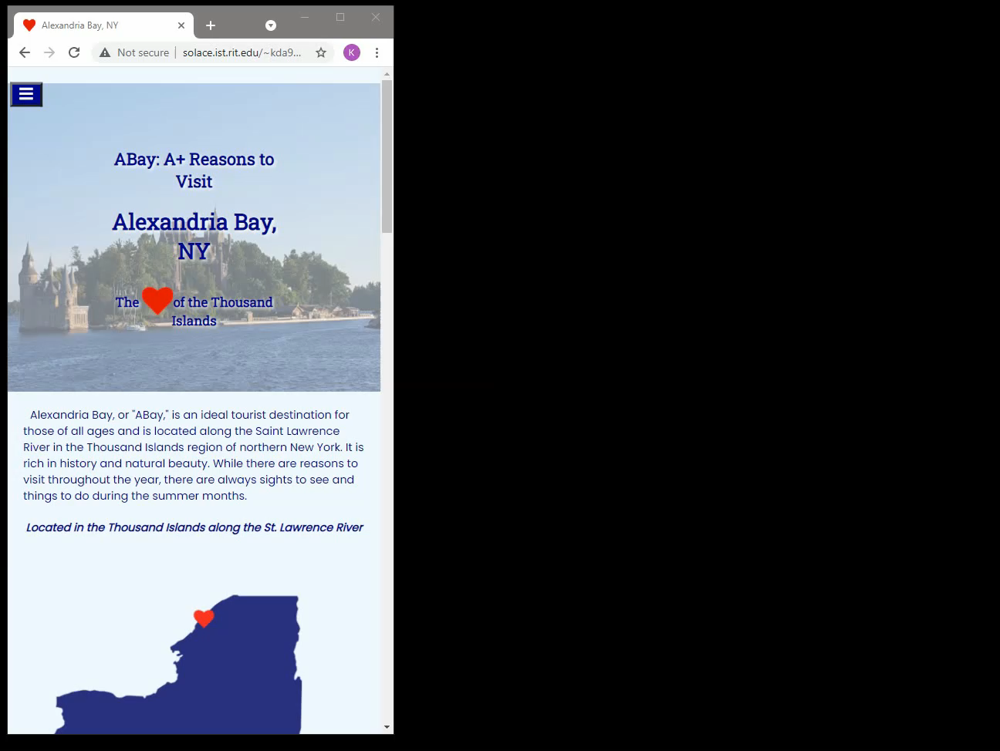 Alexandria Bay, NY
Not secure | solace.ist.rit.edu/~kda9...
K
ABay: A+ Reasons to
Visit
Alexandria Bay,
NY
The of the Thousand
Islands
Alexandria Bay, or "ABay," is an ideal tourist destination for
those of all ages and is located along the Saint Lawrence
River in the Thousand Islands region of northern New York. It is
rich in history and natural beauty. While there are reasons to
visit throughout the year, there are always sights to see and
things to do during the summer months.
Located in the Thousand Islands along the St. Lawrence River